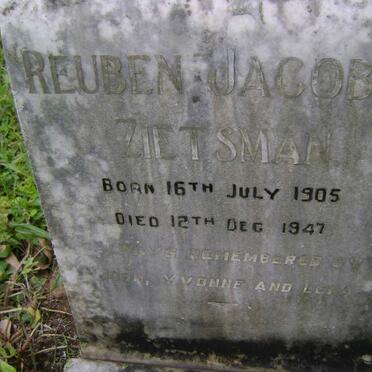 REUBEN JACOB
ZIETSMAN
BORN 16TH JULY 1905
DIED 12TH DEC 1947
REMEMBERED BY
YVONNE AND